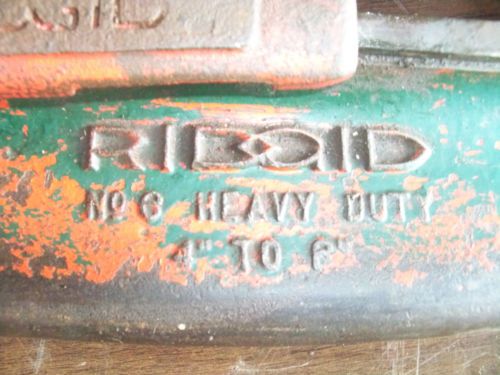 RIDGID
No 6 HEAVY DUTY
4" TO 6"